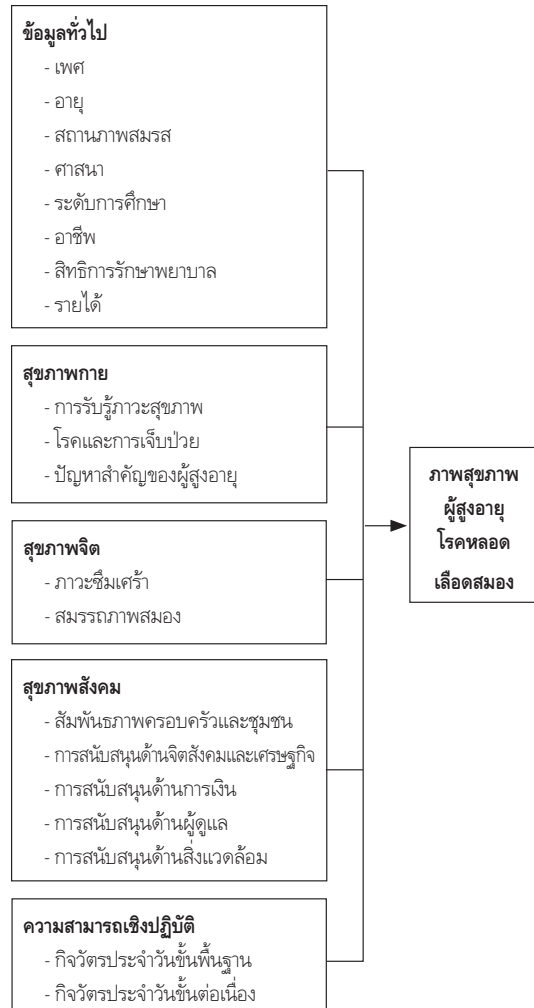 ข้อมูลทั่วไป
- เพศ
- อายุ
- สถานภาพสมรส
- ศาสนา
- ระดับการศึกษา
- อาชีพ
- สิทธิการรักษาพยาบาล
- รายได้
สุขภาพกาย
- การรับรู้ภาวะสุขภาพ
- โรคและการเจ็บป่วย
- ปัญหาสำคัญของผู้สูงอายุ
สุขภาพจิต
- ภาวะซึมเศร้า
- สมรรถภาพสมอง
สุขภาพสังคม
- สัมพันธภาพครอบครัวและชุมชน
- การสนับสนุนด้านจิตสังคมและเศรษฐกิจ
- การสนับสนุนด้านการเงิน
- การสนับสนุนด้านผู้ดูแล
- การสนับสนุนด้านสิ่งแวดล้อม
ความสามารถเชิงปฏิบัติ
- กิจวัตรประจำวันขั้นพื้นฐาน
- กิจวัตรประจำวันขั้นต่อเนื่อง
ภาพสุขภาพ
ผู้สูงอายุ
โรคหลอด
เลือดสมอง